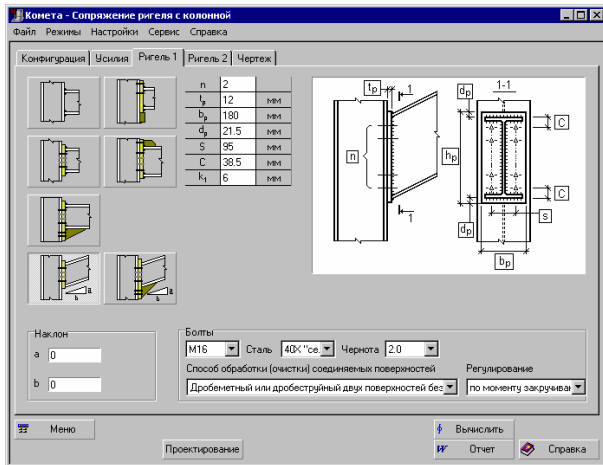 Комета - Сопряжение ригеля с колонной
Файл Режимы Настройки Сервис Справка
Конфигурация Усилия Ригель 1 Ригель 2 Чертеж
n 2
tp 12 мм
bp 180 мм
dp 21.5 мм
S 95 мм
C 38.5 мм
k1 6 мм
tp 1 dp 1-1
C
n hp
C
1 dp s
bp
b a b a
Наклон
a 0
b 0
Болты
M16 Сталь 40X "се. Чернота 2.0
Способ обработки (очистки) соединяемых поверхностей Регулирование
Дробеметный или дробеструйный двух поверхностей без по моменту закручиван
Меню Вычислить
Проектирование W Отчет Справка